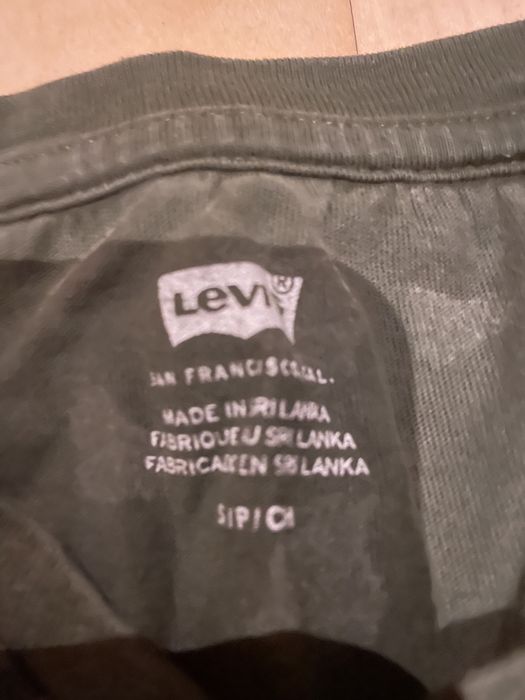 Levi's®
SAN FRANCISCO, CAL.
MADE IN SRI LANKA
FABRIQUÉ AU SRI LANKA
FABRICADO EN SRI LANKA
S/P/CH